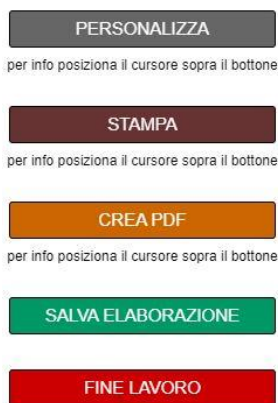 PERSONALIZZA
per info posiziona il cursore sopra il bottone
STAMPA
per info posiziona il cursore sopra il bottone
CREA PDF
per info posiziona il cursore sopra il bottone
SALVA ELABORAZIONE
FINE LAVORO